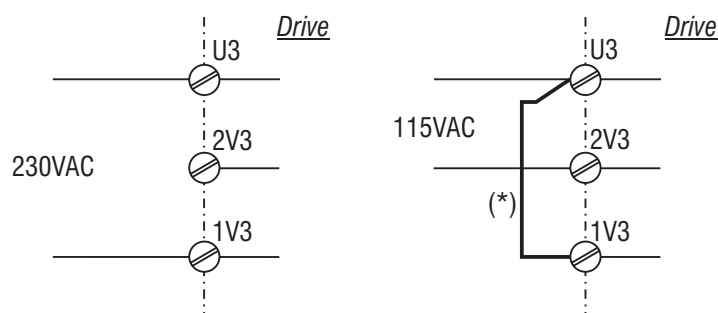 Drive
U3
230VAC
2V3
1V3
Drive
U3
115VAC
2V3
(*)
1V3